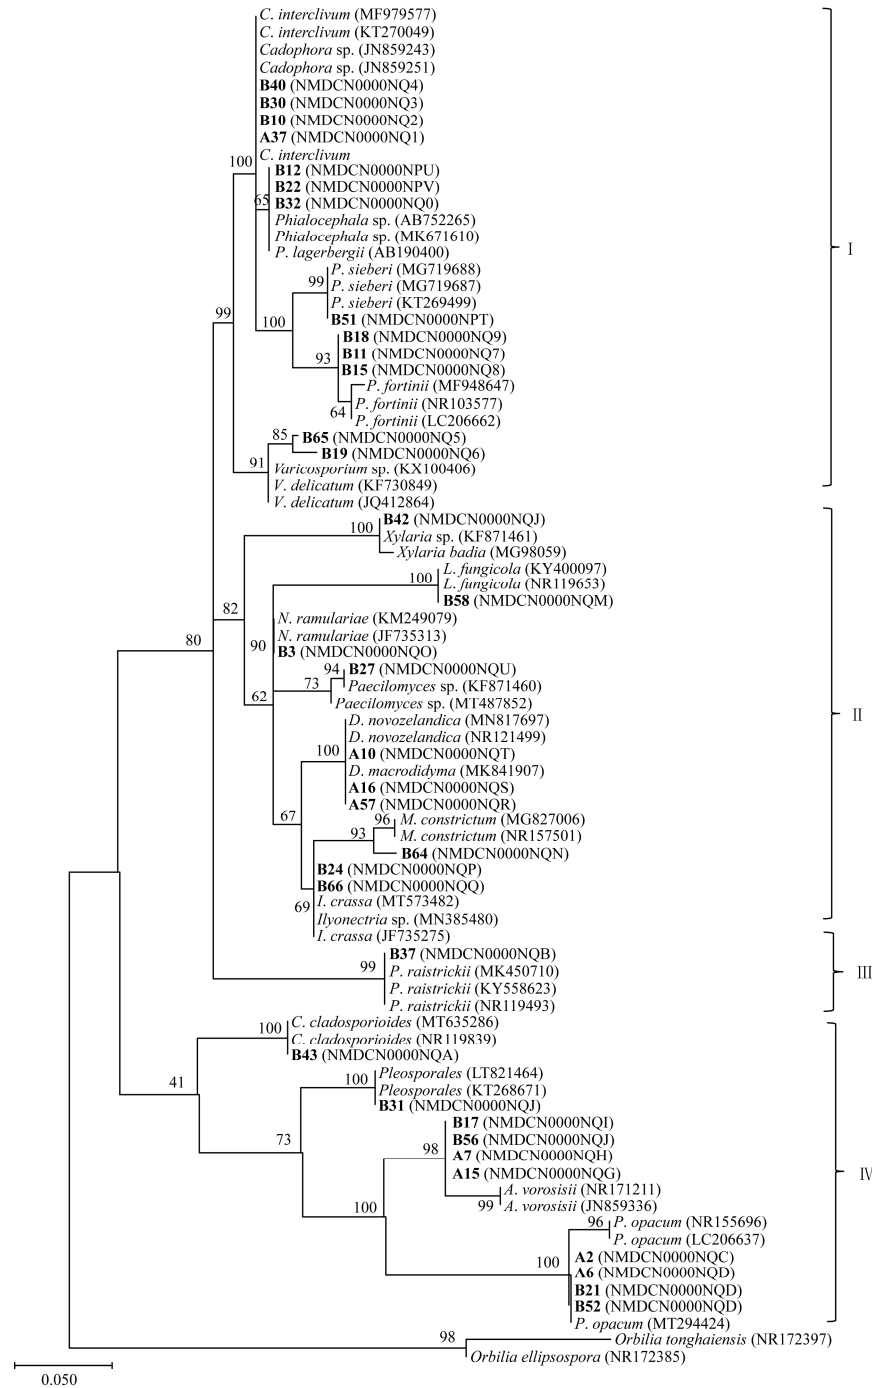 C. interclivum (MF979577)
C. interclivum (KT270049)
Cadophora sp. (JN859243)
Cadophora sp. (JN859251)
B40 (NMDCN0000NQ4)
B30 (NMDCN0000NQ3)
B10 (NMDCN0000NQ2)
A37 (NMDCN0000NQ1)
C. interclivum
100
B12 (NMDCN0000NPU)
B22 (NMDCN0000NPV)
65
B32 (NMDCN0000NQ0)
Phialocephala sp. (AB752265)
Phialocephala sp. (MK671610)
I
P. lagerbergii (AB190400)
P. sieberi (MG719688)
99
P. sieberi (MG719687)
P. sieberi (KT269499)
99
100
B51 (NMDCN0000NPT)
B18 (NMDCN0000NQ9)
93
B11 (NMDCN0000NQ7)
B15 (NMDCN0000NQ8)
P. fortinii (MF948647)
P. fortinii (NR103577)
64
P. fortinii (LC206662)
85
B65 (NMDCN0000NQ5)
B19 (NMDCN0000NQ6)
91
Varicosporium sp. (KX100406)
V. delicatum (KF730849)
V. delicatum (JQ412864)
B42 (NMDCN0000NQJ)
100
Xylaria sp. (KF871461)
Xylaria badia (MG98059)
L. fungicola (KY400097)
100
L. fungicola (NR119653)
B58 (NMDCN0000NQM)
82
N. ramulariae (KM249079)
N. ramulariae (JF735313)
80
90
B3 (NMDCN0000NQO)
94
B27 (NMDCN0000NQU)
73
Paecilomyces sp. (KF871460)
62
Paecilomyces sp. (MT487852)
II
D. novozelandica (MN817697)
D. novozelandica (NR121499)
100
A10 (NMDCN0000NQT)
D. macrodidyma (MK841907)
A16 (NMDCN0000NQS)
A57 (NMDCN0000NQR)
67
96
M. constrictum (MG827006)
93
M. constrictum (NR157501)
B64 (NMDCN0000NQN)
B24 (NMDCN0000NQP)
B66 (NMDCN0000NQQ)
69
I. crassa (MT573482)
Ilyonectria sp. (MN385480)
I. crassa (JF735275)
B37 (NMDCN0000NQB)
99
P. raistrickii (MK450710)
III
P. raistrickii (KY558623)
P. raistrickii (NR119493)
C. cladosporioides (MT635286)
100
C. cladosporioides (NR119839)
B43 (NMDCN0000NQA)
41
Pleosporales (LT821464)
100
Pleosporales (KT268671)
B31 (NMDCN0000NQJ)
B17 (NMDCN0000NQI)
73
B56 (NMDCN0000NQJ)
98
A7 (NMDCN0000NQH)
A15 (NMDCN0000NQG)
IV
A. vorosisii (NR171211)
99
A. vorosisii (JN859336)
100
96
P. opacum (NR155696)
P. opacum (LC206637)
100
A2 (NMDCN0000NQC)
A6 (NMDCN0000NQD)
B21 (NMDCN0000NQD)
B52 (NMDCN0000NQD)
P. opacum (MT294424)
98
Orbilia tonghaiensis (NR172397)
Orbilia ellipsospora (NR172385)
0.050